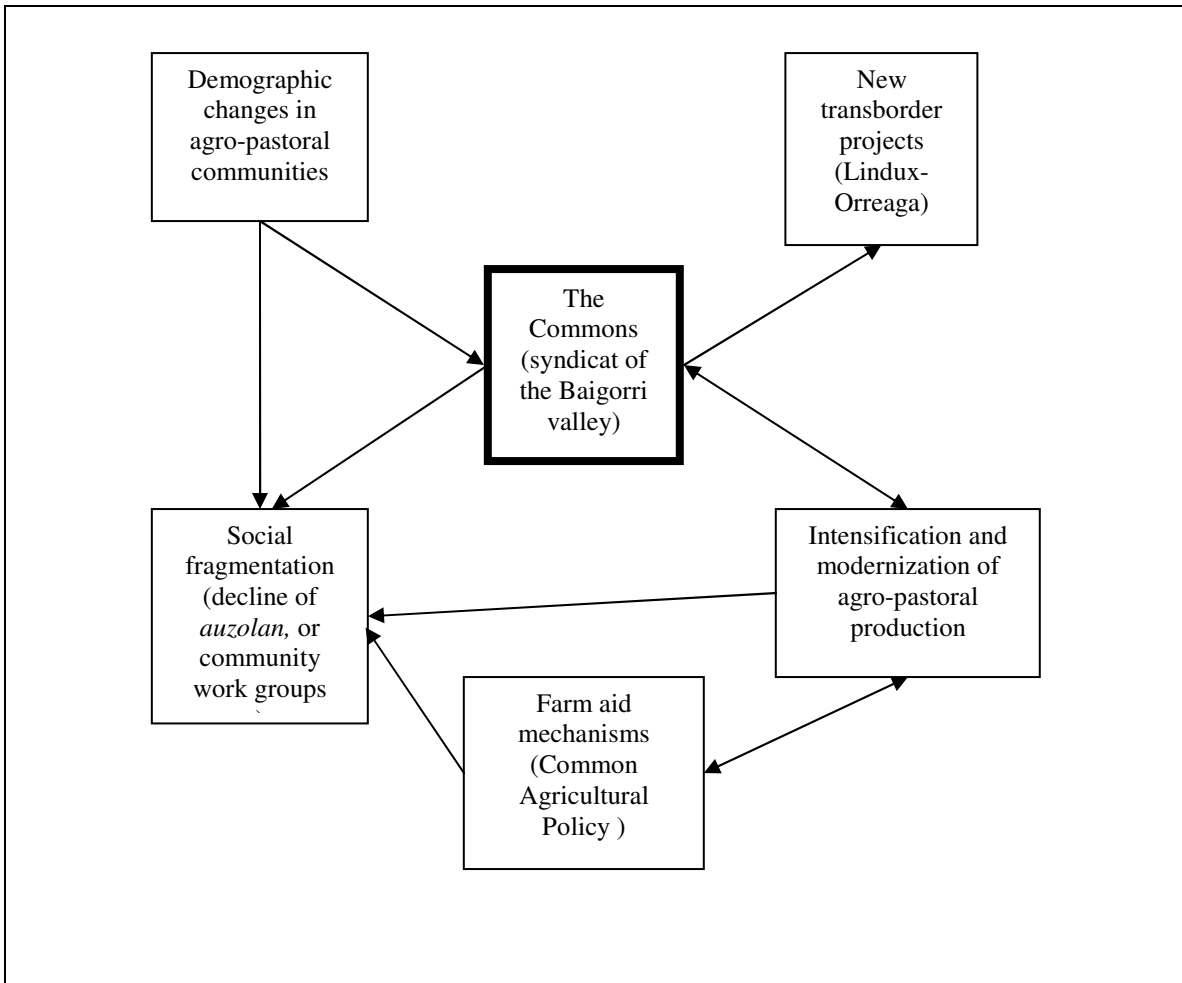 Demographic
changes in
agro-pastoral
communities
New
transborder
projects
(Lindux-
Orreaga)
The
Commons
(syndicat of
the Baigorri
valley)
Social
fragmentation
(decline of
auzolan, or
community
work groups
Intensification and
modernization of
agro-pastoral
production
Farm aid
mechanisms
(Common
Agricultural
Policy )